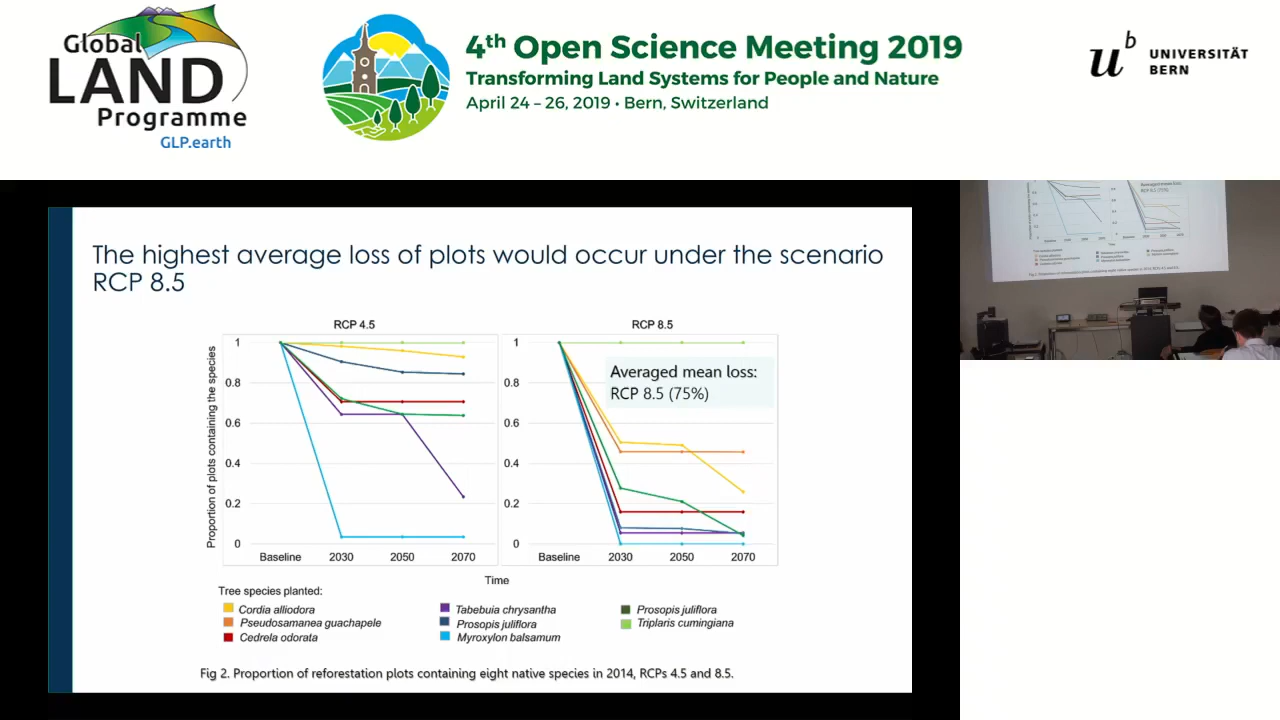 Global
LAND
Programme
GLP.earth
4th Open Science Meeting 2019
Transforming Land Systems for People and Nature
April 24 – 26, 2019 • Bern, Switzerland
u b
UNIVERSITÄT
BERN
The highest average loss of plots would occur under the scenario
RCP 8.5
RCP 4.5
RCP 8.5
Proportion of plots containing the species
1
0.8
0.6
0.4
0.2
0
Baseline 2030 2050 2070
1
0.8
0.6
0.4
0.2
0
Averaged mean loss:
RCP 8.5 (75%)
Baseline 2030 2050 2070
Time
Tree species planted:
Cordia alliodora
Pseudosamanea guachapele
Cedrela odorata
Tabebuia chrysantha
Prosopis juliflora
Myroxylon balsamum
Prosopis juliflora
Triplaris cumingiana
Fig 2. Proportion of reforestation plots containing eight native species in 2014, RCPs 4.5 and 8.5.